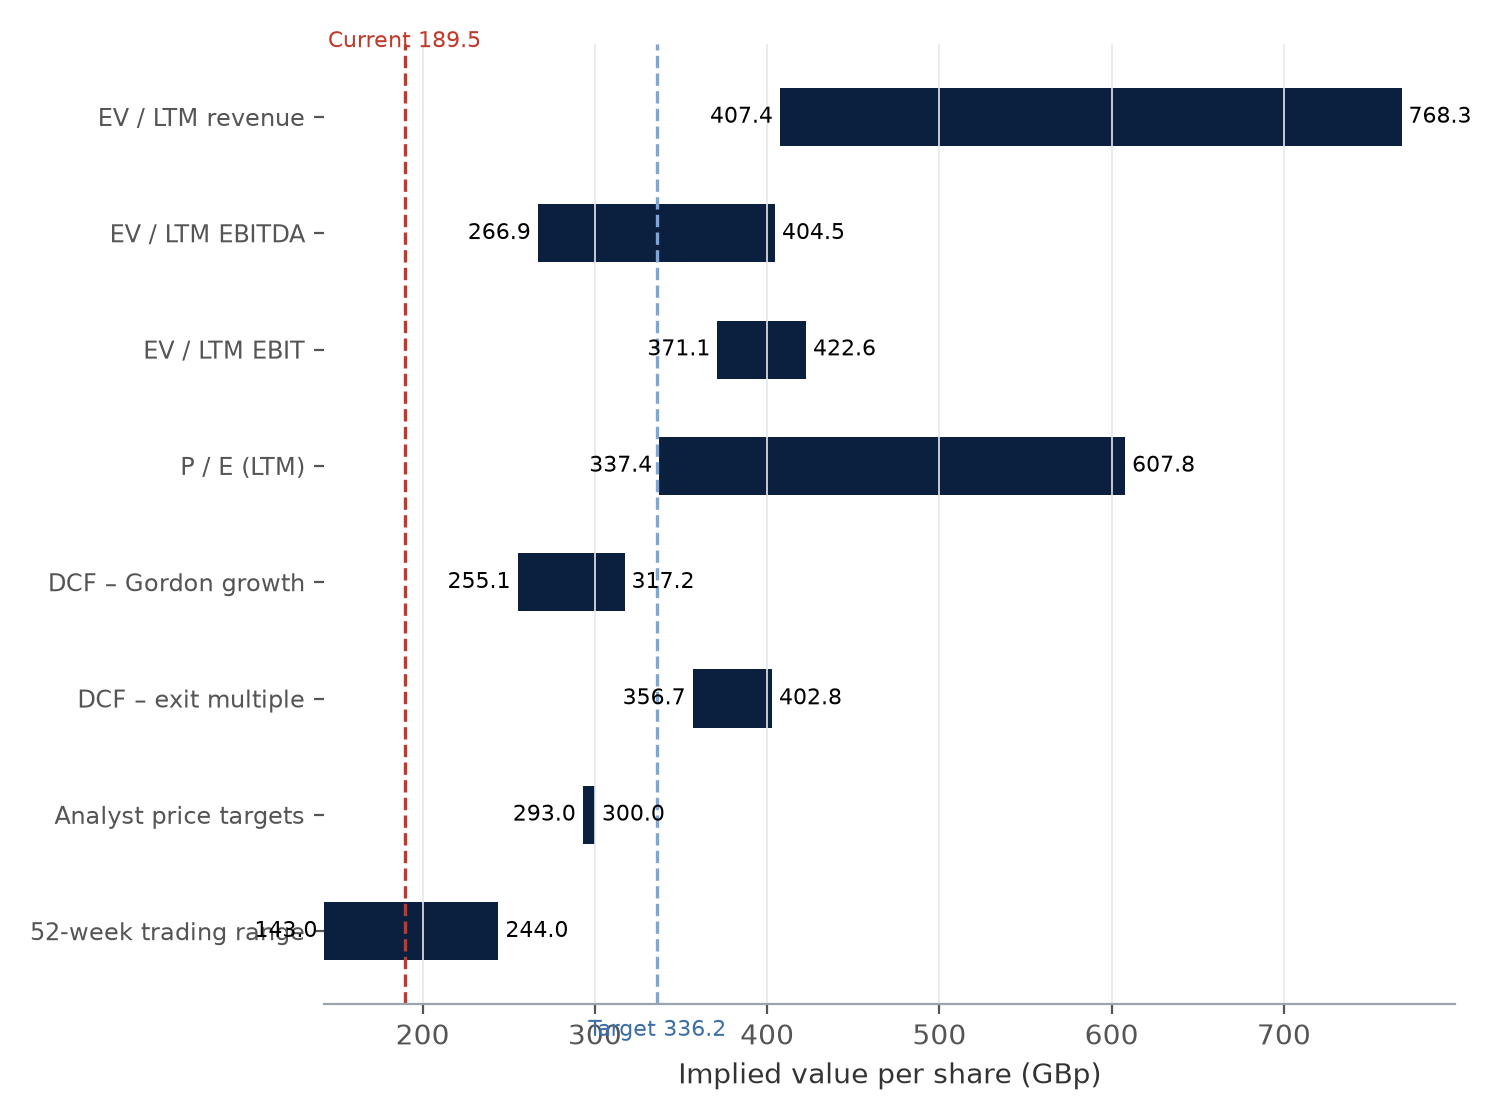 Current 189.5
EV / LTM revenue
407.4
768.3
EV / LTM EBITDA
266.9
404.5
EV / LTM EBIT
371.1
422.6
P / E (LTM)
337.4
607.8
DCF – Gordon growth
255.1
317.2
DCF – exit multiple
356.7
402.8
Analyst price targets
293.0
300.0
52-week trading range
143.0
244.0
Target 336.2
200
300
400
500
600
700
Implied value per share (GBp)